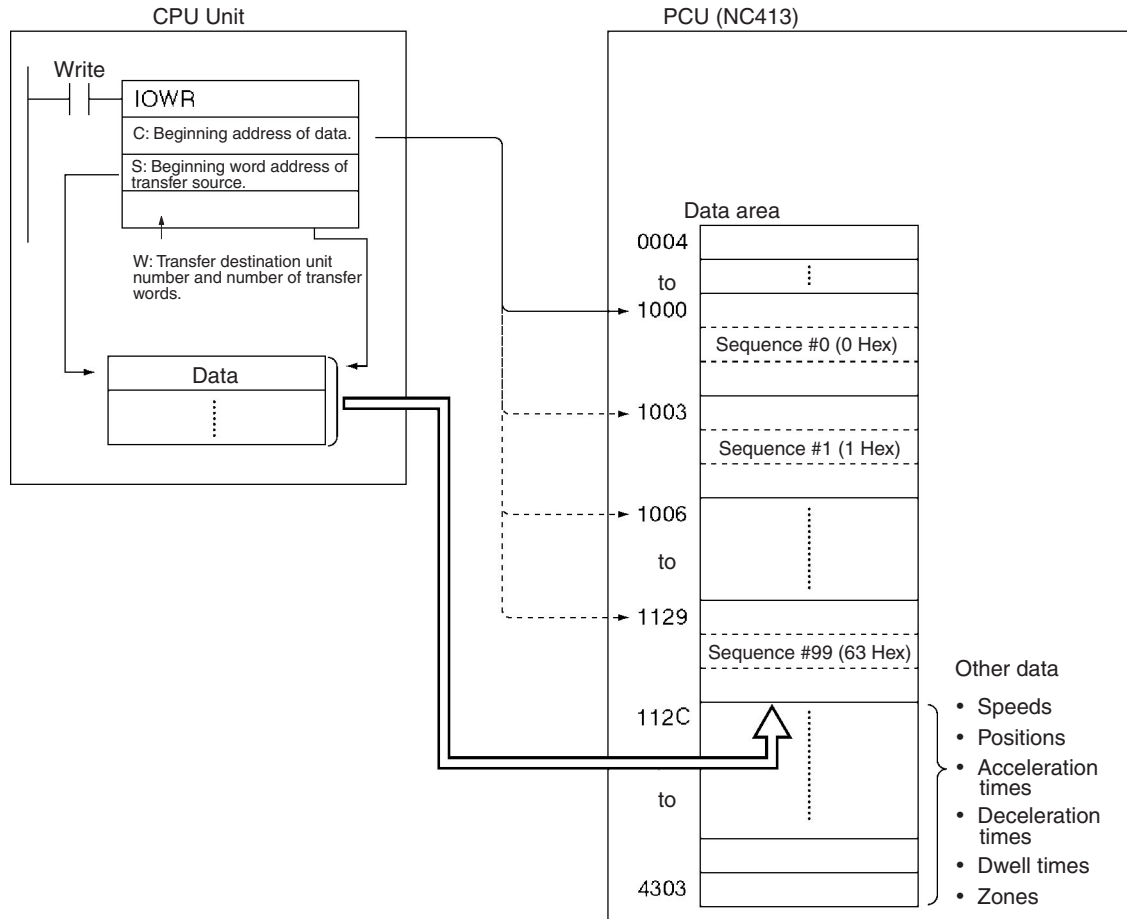 CPU Unit
PCU (NC413)
Write
IOWR
C: Beginning address of data.
S: Beginning word address of
transfer source.
W: Transfer destination unit
number and number of transfer
words.
Data
Data area
0004
to
1000
Sequence #0 (0 Hex)
1003
Sequence #1 (1 Hex)
1006
to
1129
Sequence #99 (63 Hex)
112C
to
4303
Other data
• Speeds
• Positions
• Acceleration
times
• Deceleration
times
• Dwell times
• Zones